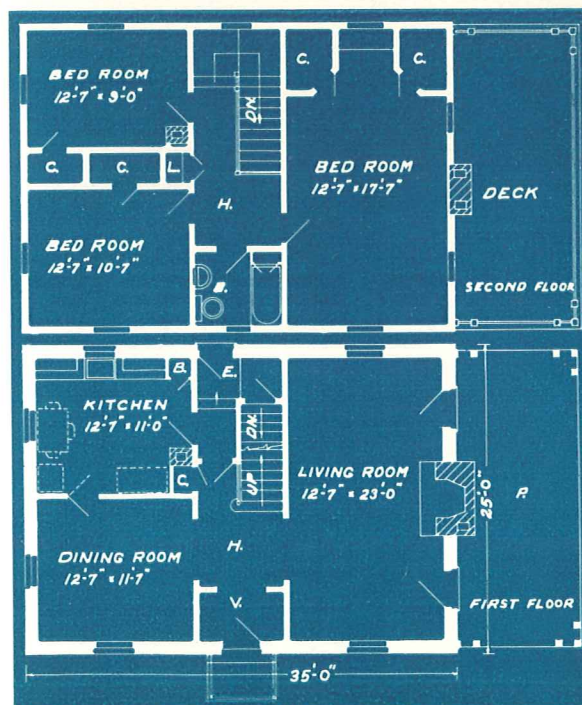 BED ROOM
12'-7" × 9'-0"
C.
C.
L.
BED ROOM
12'-7" × 10'-7"
DN.
H.
B.
C.
C.
BED ROOM
12'-7" × 17'-7"
DECK
SECOND FLOOR
B.
E.
KITCHEN
12'-7" × 11'-0"
C.
DN.
UP
LIVING ROOM
12'-7" × 23'-0"
25'-0"
P.
DINING ROOM
12'-7" × 11'-7"
H.
V.
FIRST FLOOR
35'-0"